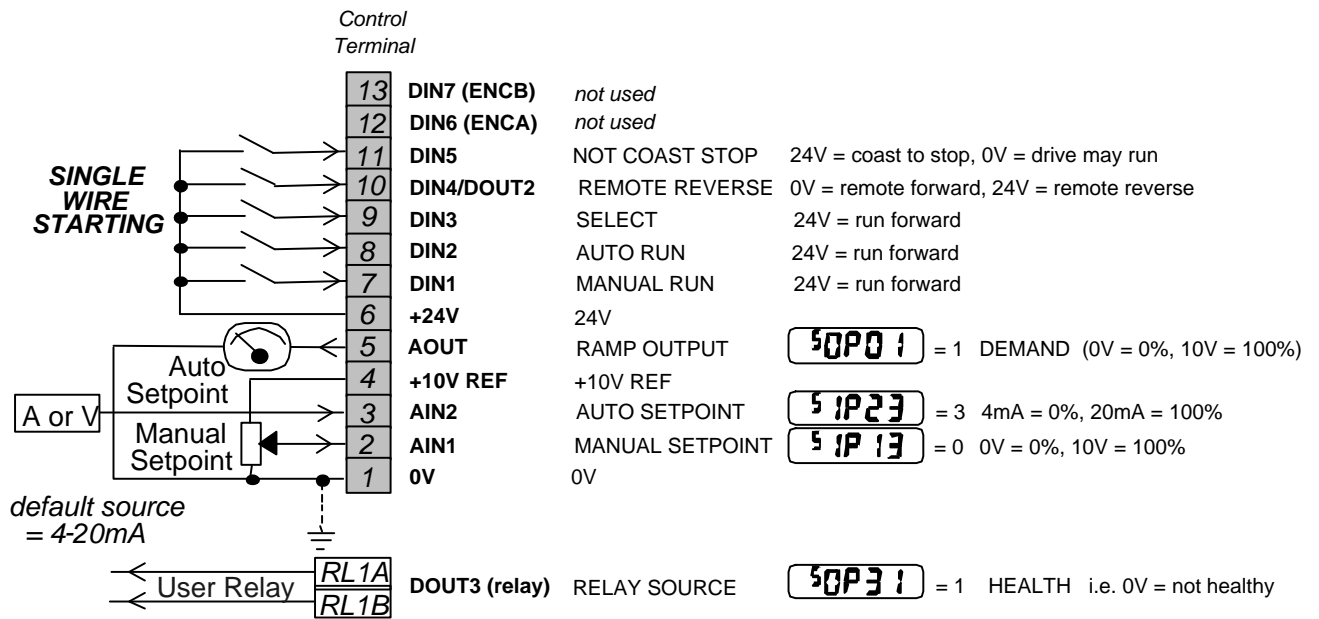 Control
Terminal
13 DIN7 (ENCB) not used
12 DIN6 (ENCA) not used
11 DIN5 NOT COAST STOP 24V = coast to stop, 0V = drive may run
10 DIN4/DOUT2 REMOTE REVERSE 0V = remote forward, 24V = remote reverse
9 DIN3 SELECT 24V = run forward
8 DIN2 AUTO RUN 24V = run forward
7 DIN1 MANUAL RUN 24V = run forward
6 +24V 24V
5 AOUT RAMP OUTPUT SOP01 = 1 DEMAND (0V = 0%, 10V = 100%)
4 +10V REF +10V REF
3 AIN2 AUTO SETPOINT SIP23 = 3 4mA = 0%, 20mA = 100%
2 AIN1 MANUAL SETPOINT SIP13 = 0 0V = 0%, 10V = 100%
1 0V 0V
SINGLE
WIRE
STARTING
Auto
Setpoint
A or V
Manual
Setpoint
default source
= 4-20mA
User Relay
RL1A
RL1B
DOUT3 (relay) RELAY SOURCE SOP31 = 1 HEALTH i.e. 0V = not healthy